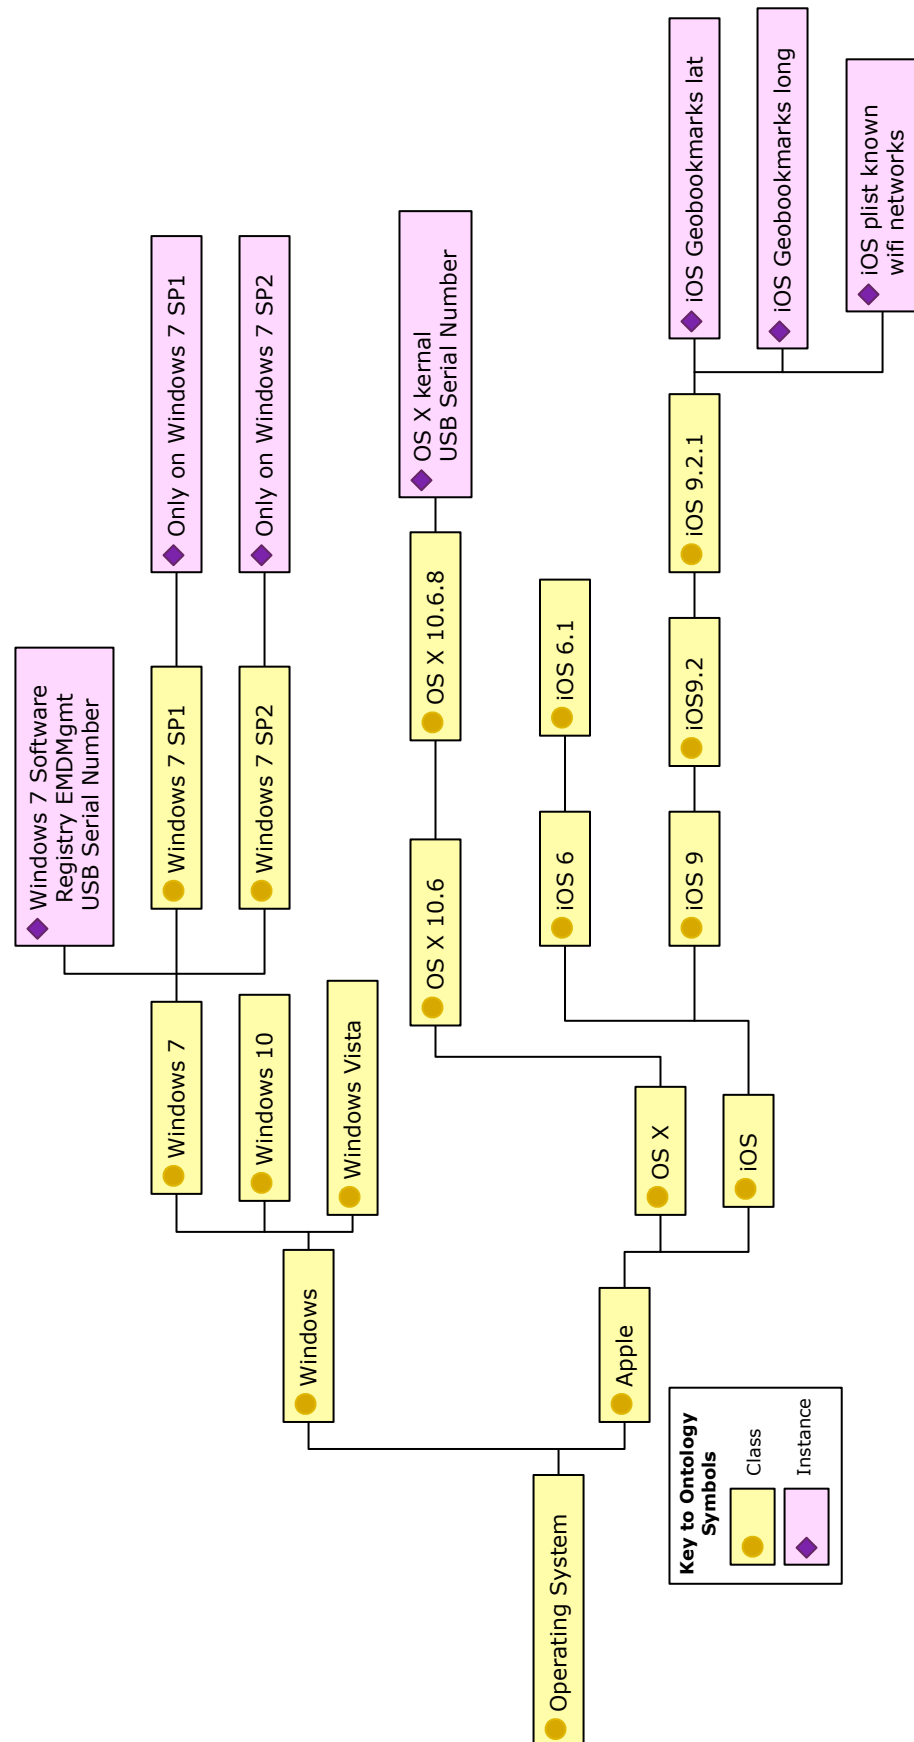 Operating System
Windows
Apple
Windows 7
Windows 10
Windows Vista
OS X
iOS
Windows 7 Software
Registry EMDMgmt
USB Serial Number
Windows 7 SP1
Windows 7 SP2
Only on Windows 7 SP1
Only on Windows 7 SP2
OS X 10.6
OS X 10.6.8
OS X kernal
USB Serial Number
iOS 6
iOS 6.1
iOS 9
iOS9.2
iOS 9.2.1
iOS Geobookmarks lat
iOS Geobookmarks long
iOS plist known
wifi networks
Key to Ontology
Symbols
Class
Instance